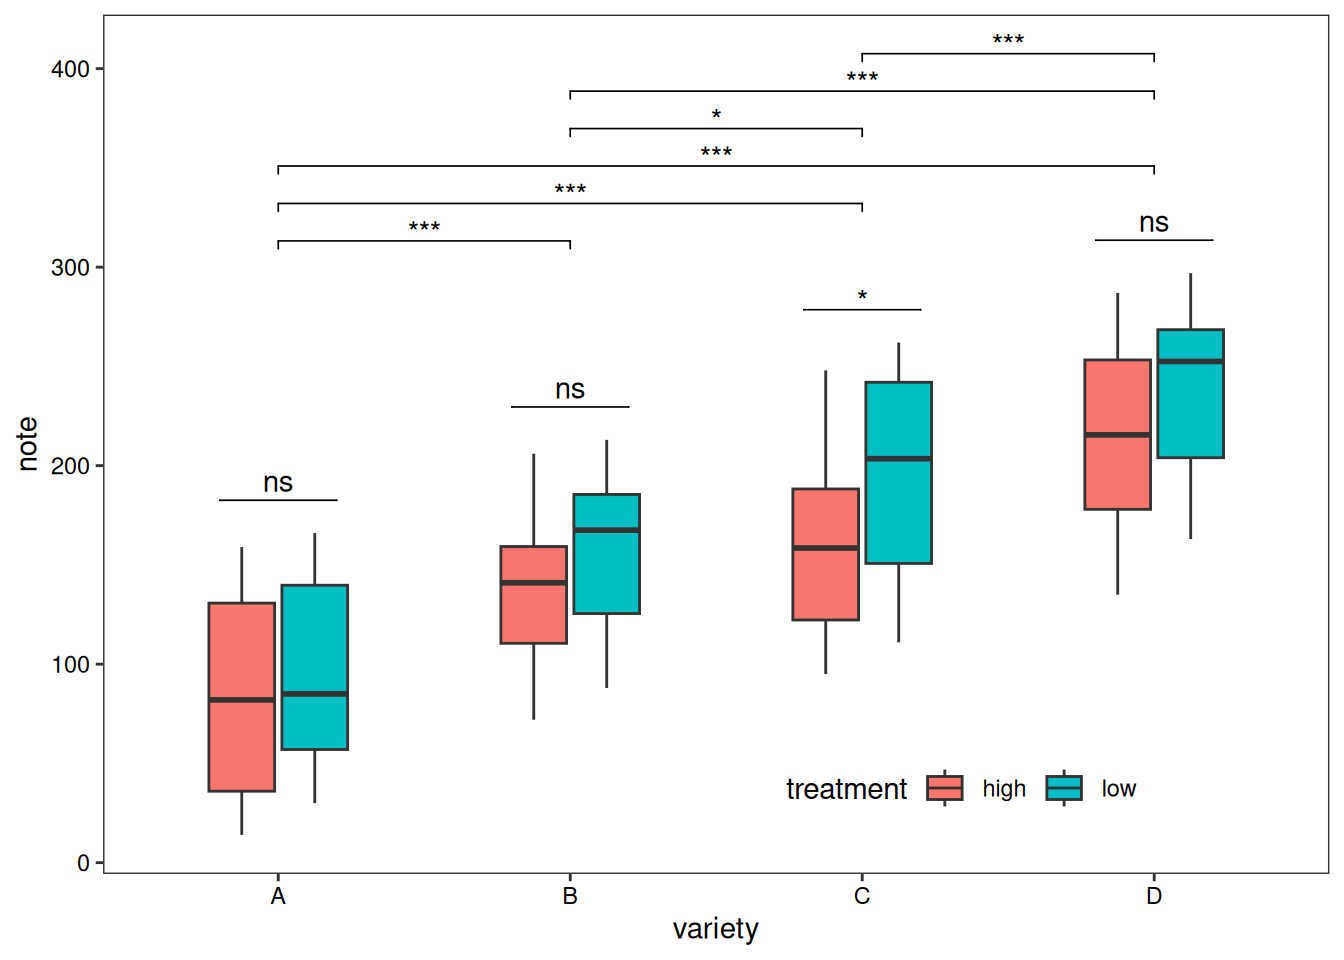 ***
400
***
*
***
***
***
ns
300
*
ns
note
200
ns
100
treatment high low
0
A B C D
variety